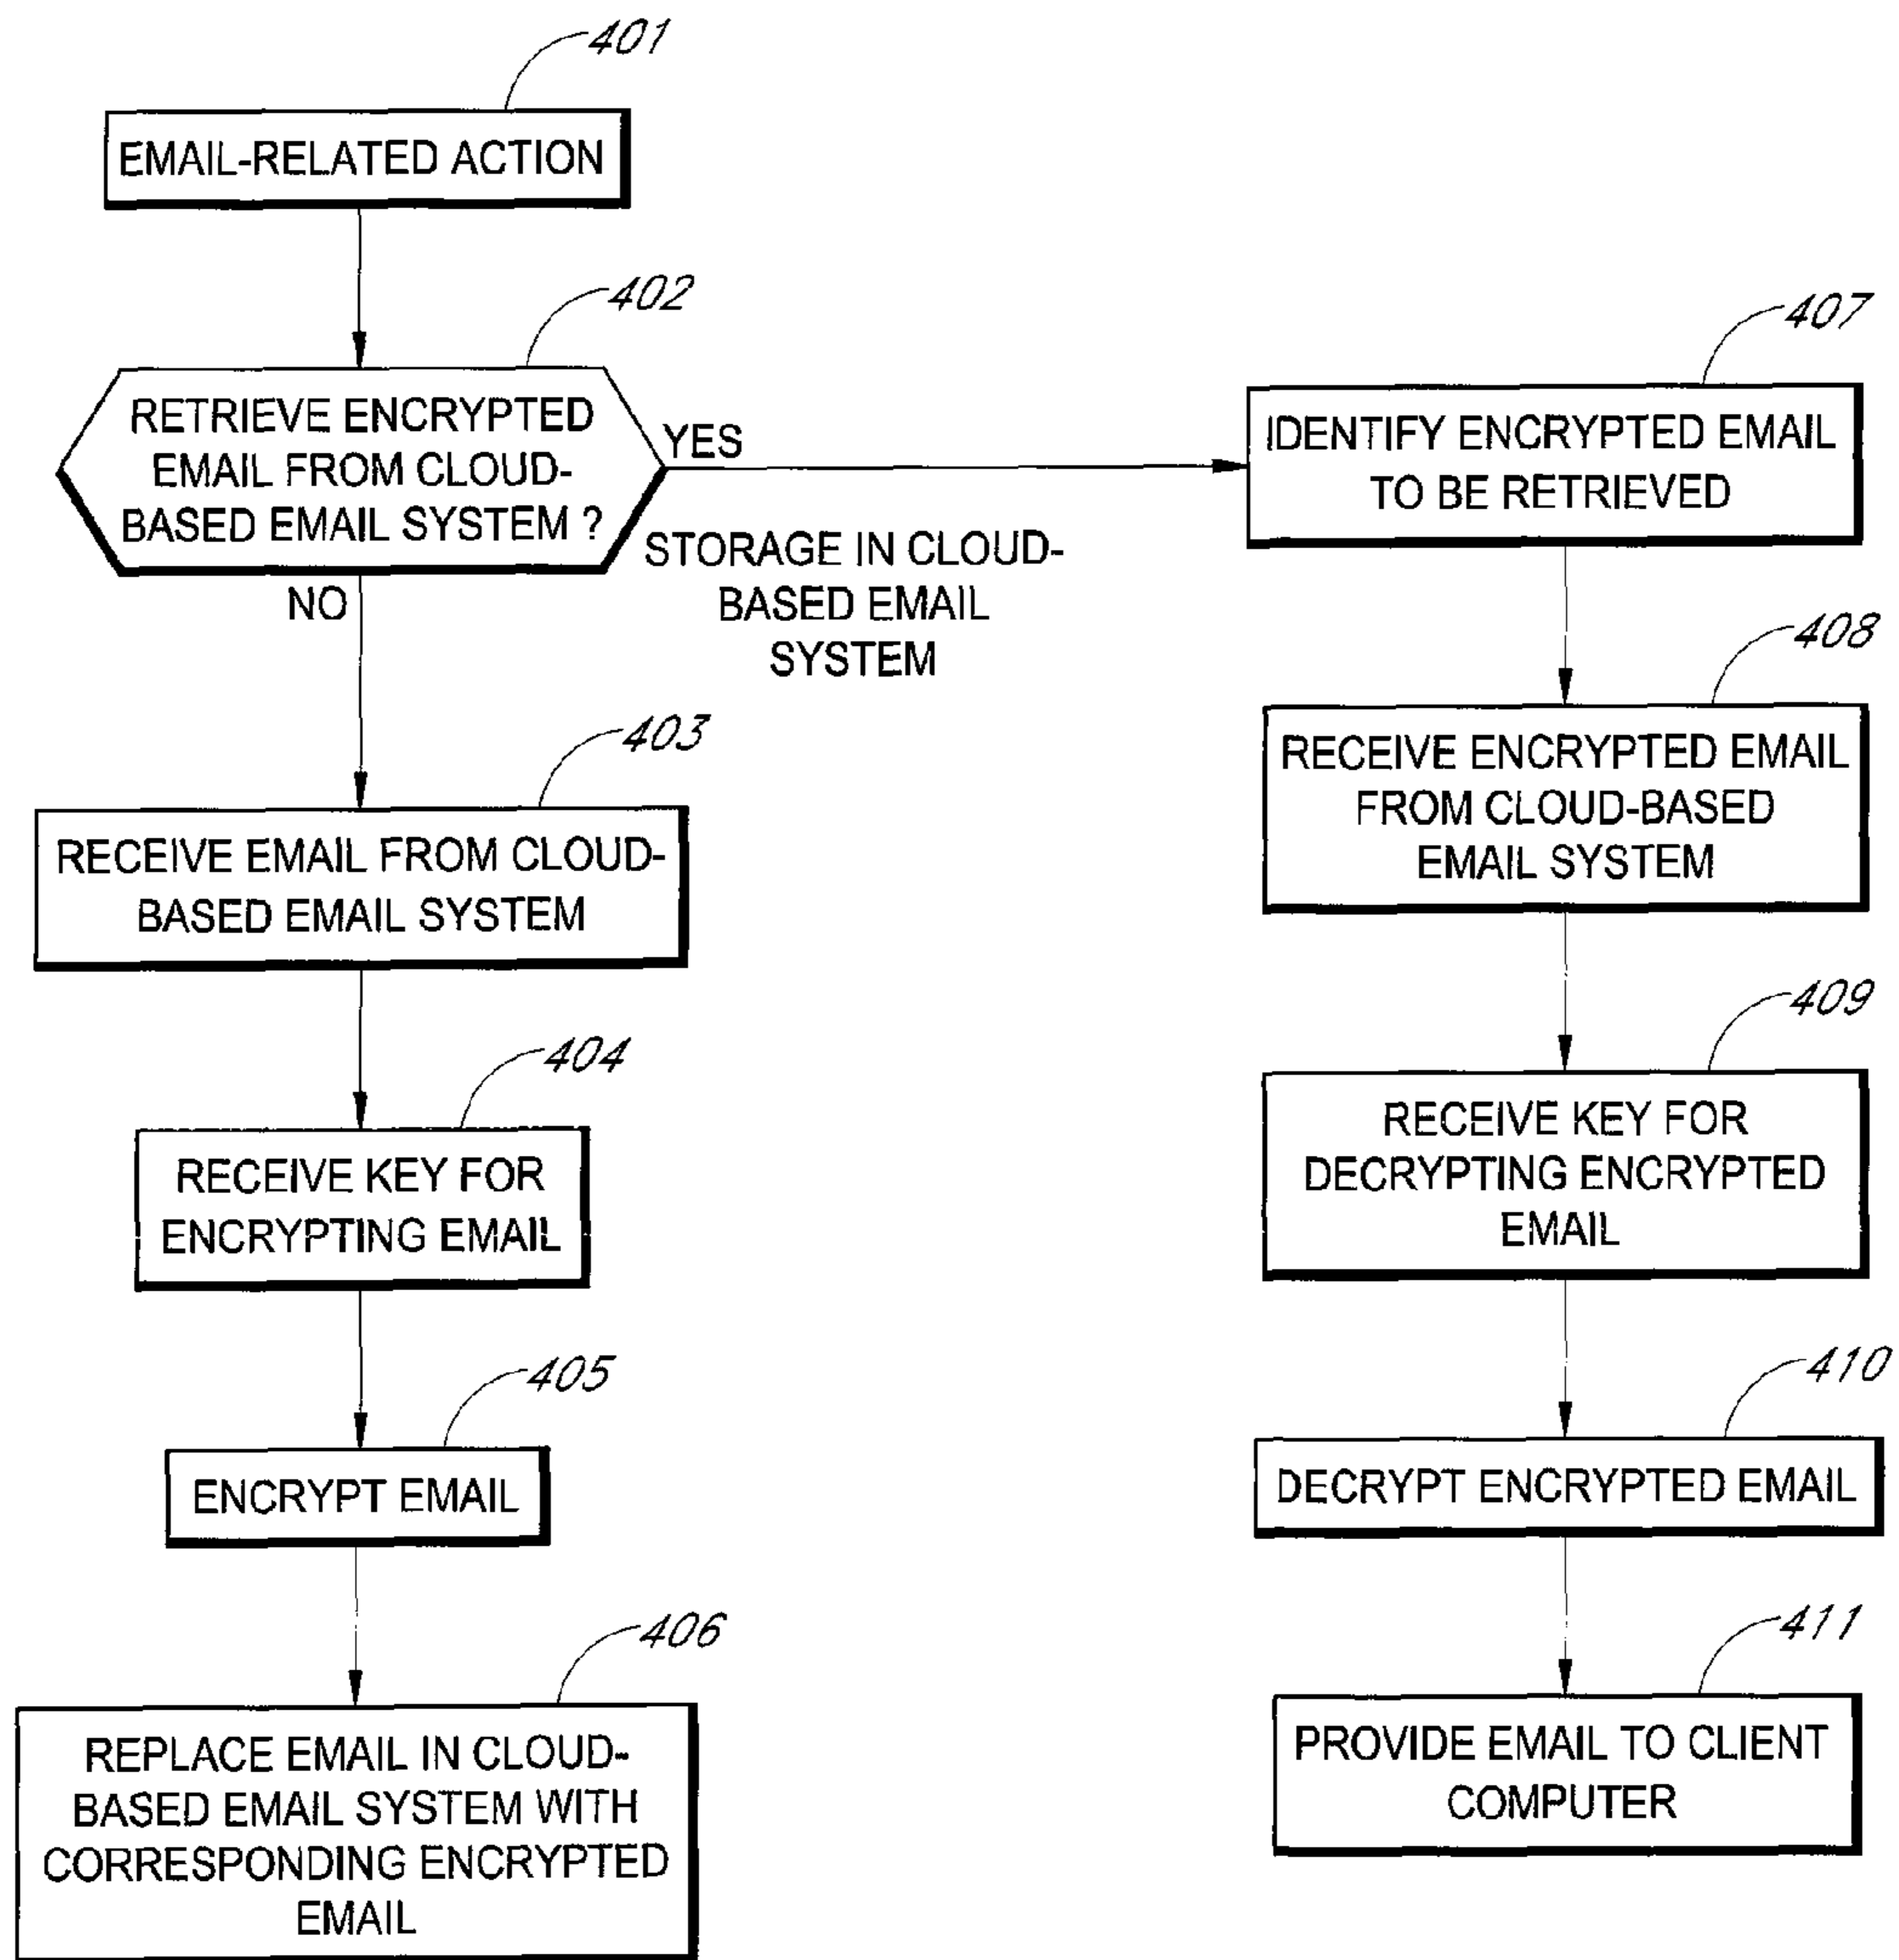 401
EMAIL-RELATED ACTION
402
RETRIEVE ENCRYPTED
EMAIL FROM CLOUD-
BASED EMAIL SYSTEM ?
YES
NO
STORAGE IN CLOUD-
BASED EMAIL
SYSTEM
403
RECEIVE EMAIL FROM CLOUD-
BASED EMAIL SYSTEM
404
RECEIVE KEY FOR
ENCRYPTING EMAIL
405
ENCRYPT EMAIL
406
REPLACE EMAIL IN CLOUD-
BASED EMAIL SYSTEM WITH
CORRESPONDING ENCRYPTED
EMAIL
407
IDENTIFY ENCRYPTED EMAIL
TO BE RETRIEVED
408
RECEIVE ENCRYPTED EMAIL
FROM CLOUD-BASED
EMAIL SYSTEM
409
RECEIVE KEY FOR
DECRYPTING ENCRYPTED
EMAIL
410
DECRYPT ENCRYPTED EMAIL
411
PROVIDE EMAIL TO CLIENT
COMPUTER